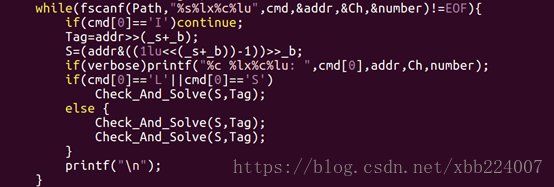 while(fscanf(Path,"%s%lx%c%lu",cmd,&addr,&Ch,&number)!=EOF){
if(cmd[0]=='I')continue;
Tag=addr>>(_s+_b);
S=(addr&((1lu<<(_s+_b))-1))>>_b;
if(verbose)printf("%c %lx%c%lu: ",cmd[0],addr,Ch,number);
if(cmd[0]=='L'||cmd[0]=='S')
Check_And_Solve(S,Tag);
else {
Check_And_Solve(S,Tag);
Check_And_Solve(S,Tag);
}
printf("\n");
}
https://blog.csdn.net/xbb224007